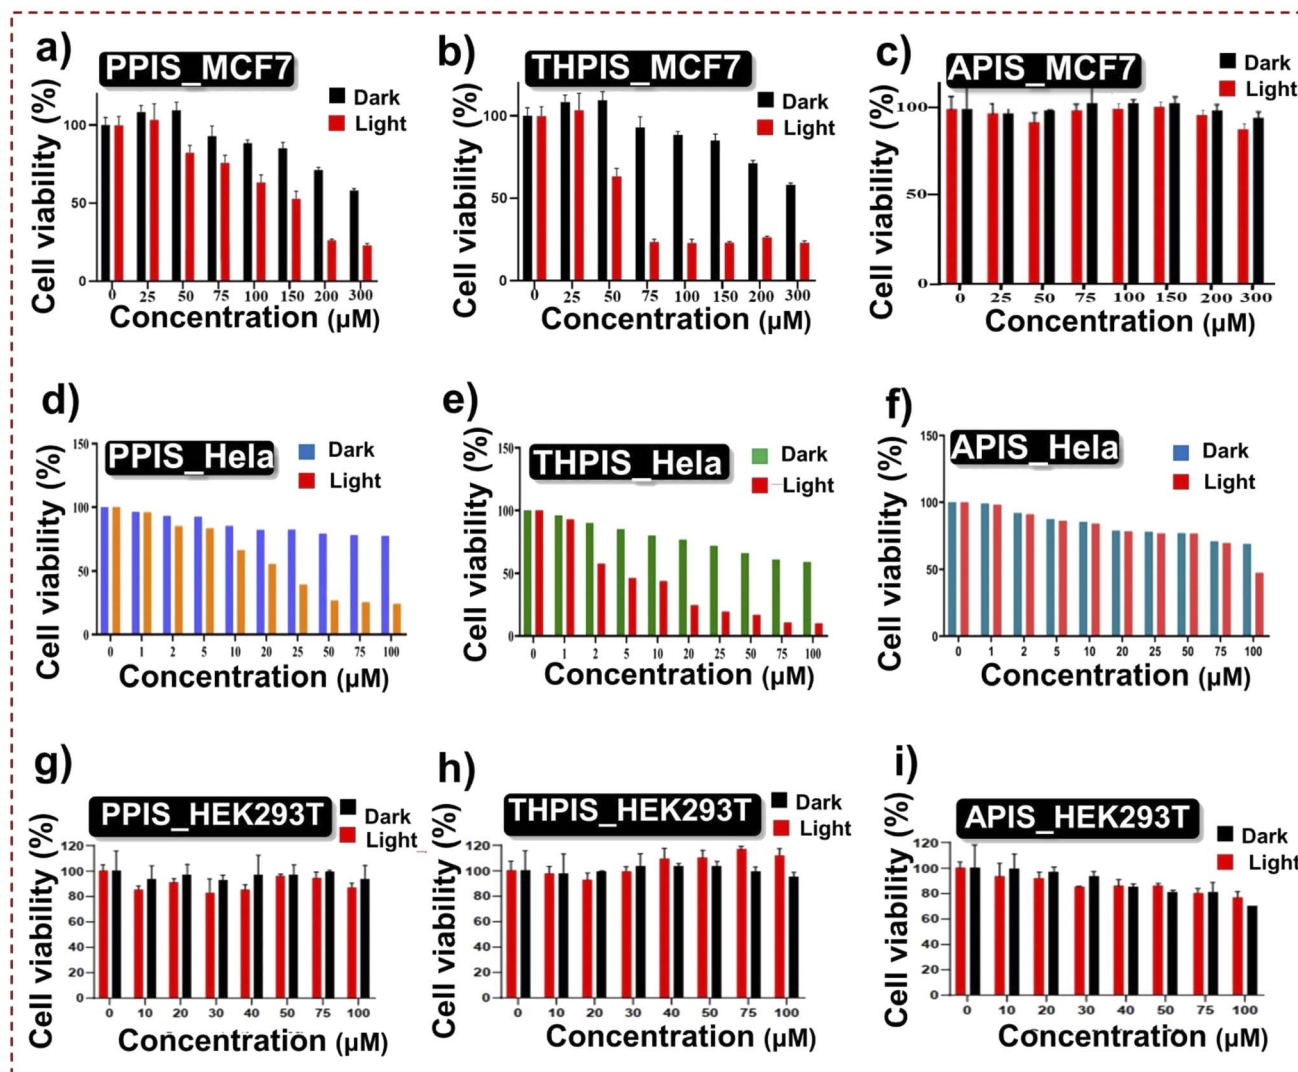 a)
PPIS_MCF7
Dark
Light
Cell viability (%)
100
50
0
0 25 50 75 100 150 200 300
Concentration (µM)
b)
THPIS_MCF7
Dark
Light
Cell viability (%)
100
50
0
0 25 50 75 100 150 200 300
Concentration (µM)
c)
APIS_MCF7
Dark
Light
Cell viability (%)
100
50
0
0 25 50 75 100 150 200 300
Concentration (µM)
d)
PPIS_Hela
Dark
Light
Cell viability (%)
150
100
50
0
0 1 2 5 10 20 25 50 75 100
Concentration (µM)
e)
THPIS_Hela
Dark
Light
Cell viability (%)
150
100
50
0
0 1 2 5 10 20 25 50 75 100
Concentration (µM)
f)
APIS_Hela
Dark
Light
Cell viability (%)
150
100
50
0
0 1 2 5 10 20 25 50 75 100
Concentration (µM)
g)
PPIS_HEK293T
Dark
Light
Cell viability (%)
120
100
80
60
40
20
0
0 10 20 30 40 50 75 100
Concentration (µM)
h)
THPIS_HEK293T
Dark
Light
Cell viability (%)
120
100
80
60
40
20
0
0 10 20 30 40 50 75 100
Concentration (µM)
i)
APIS_HEK293T
Dark
Light
Cell viability (%)
120
100
80
60
40
20
0
0 10 20 30 40 50 75 100
Concentration (µM)